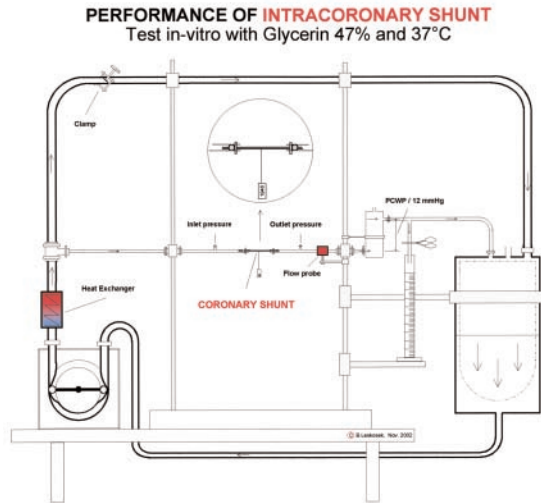 PERFORMANCE OF INTRACORONARY SHUNT
Test in-vitro with Glycerin 47% and 37°C
Clamp
PCWP / 12 mmHg
Inlet pressure
Outlet pressure
Flow probe
Heat Exchanger
CORONARY SHUNT
© B.Leskosek, Nov. 2002